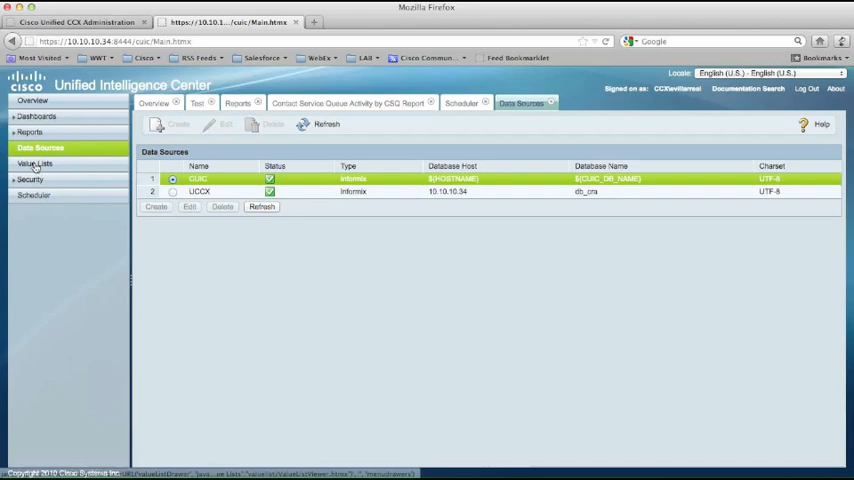 Mozilla Firefox
Cisco Unified CCX Administration × https://10.10.1...p/cuic/Main.htmx × +
https://10.10.10.34:8444/cuic/Main.htmx Google
Most Visited WWT Cisco RSS Feeds Salesforce WebEx LAB Cisco Commun... Feed Bookmarklet Bookmarks
CISCO Unified Intelligence Center
Locale: English (U.S.) - English (U.S.)
Signed on as: CCX\evillarreal Documentation Search Log Out About
Overview Test Reports Contact Service Queue Activity by CSQ Report Scheduler Data Sources
Create Edit Delete Refresh Help
Overview
Dashboards
Reports
Data Sources
Value Lists
Security
Scheduler
Data Sources
Name Status Type Database Host Database Name Charset
1 CUIC Informix ${HOSTNAME} ${CUIC_DB_NAME} UTF-8
2 UCCX Informix 10.10.10.34 db_cra UTF-8
Create Edit Delete Refresh
Copyright 2010 Cisco Systems Inc.